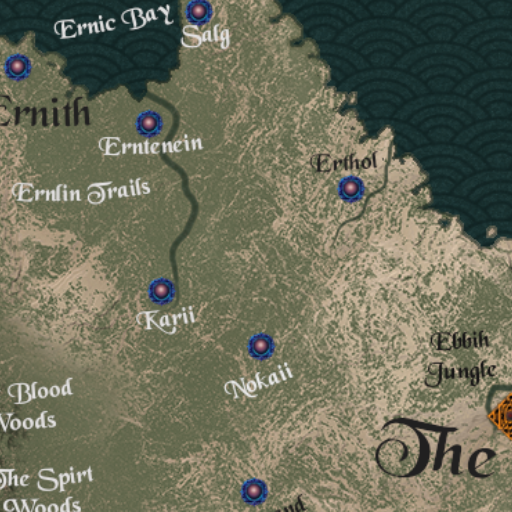 Ernic Bay
Salg
Ernith
Erntenein
Erthol
Ernlin Trails
Karii
Ebbih
Jungle
Nokaii
Blood
Woods
The
The Spirt
Woods